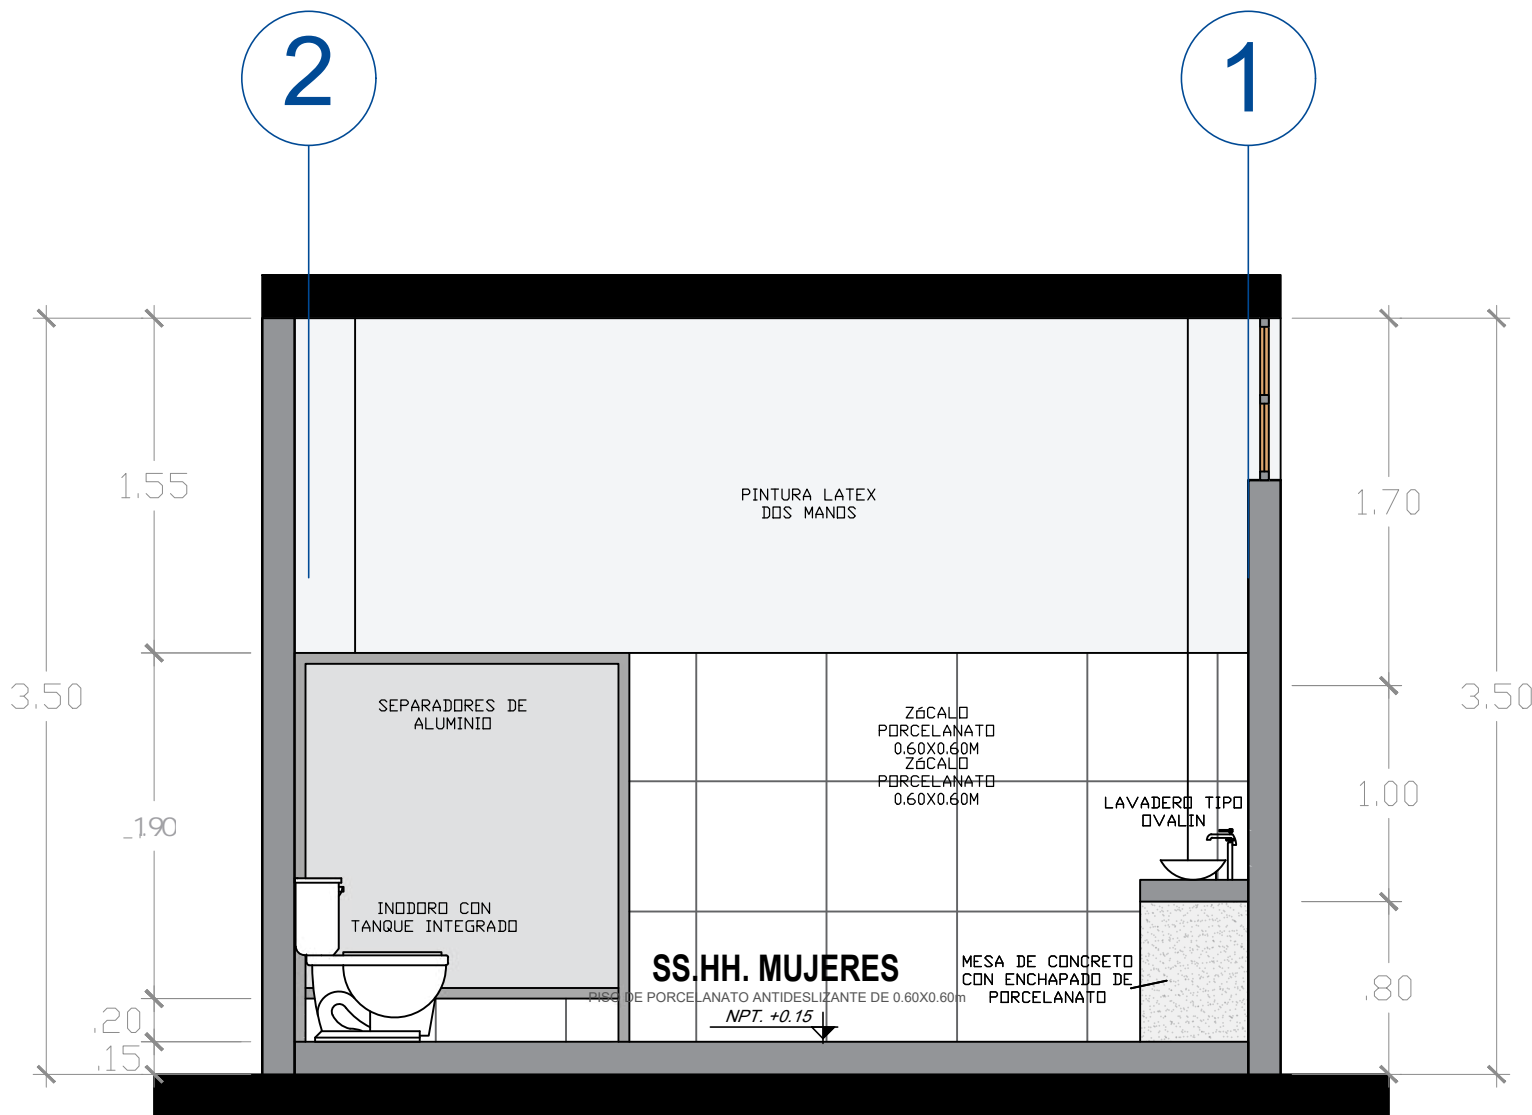 2
1
1.55
PINTURA LATEX
DOS MANOS
1.70
3.50
SEPARADORES DE
ALUMINIO
ZóCALO
PORCELANATO
0.60X0.60M
ZóCALO
PORCELANATO
0.60X0.60M
3.50
1.00
LAVADERO TIPO
OVALIN
1.90
INODORO CON
TANQUE INTEGRADO
SS.HH. MUJERES
PISO DE PORCELANATO ANTIDESLIZANTE DE 0.60X0.60m
NPT. +0.15
MESA DE CONCRETO
CON ENCHAPADO DE
PORCELANATO
.80
.20
.15